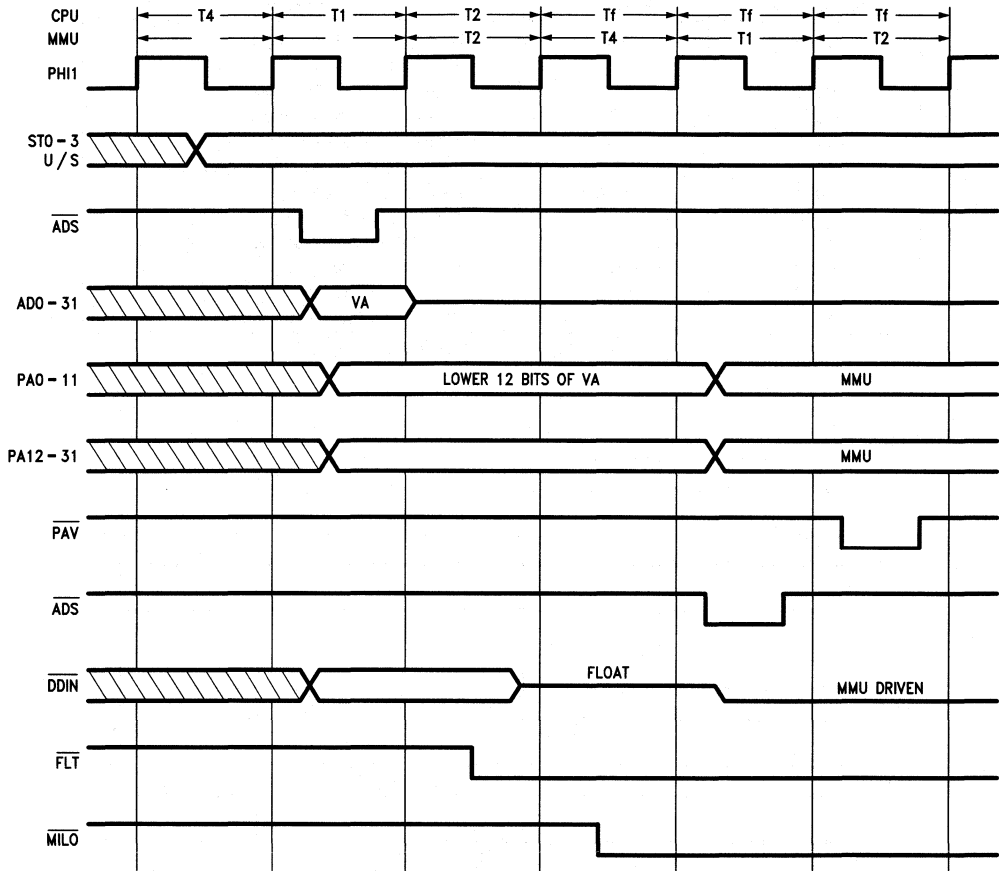 CPU T4 T1 T2 Tf Tf Tf
MMU T2 T4 T1 T2
PHI1
ST0-3
U/S
ADS
AD0-31 VA
PA0-11 LOWER 12 BITS OF VA MMU
PA12-31 MMU
PAV
ADS
DDIN FLOAT MMU DRIVEN
FLT
MILO